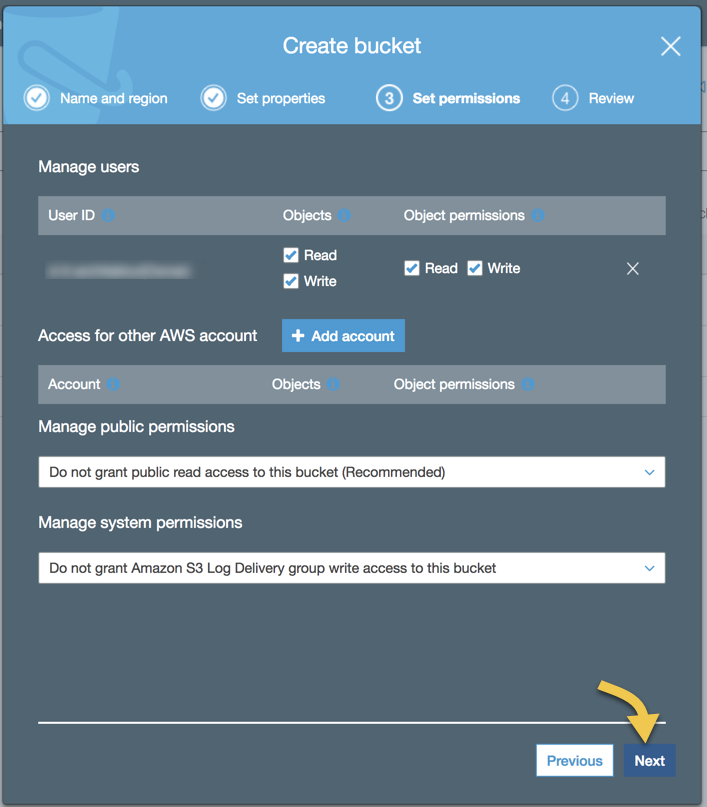 Create bucket
Name and region
Set properties
3 Set permissions
4 Review
Manage users
User ID Objects Object permissions
Read
Write
Read Write
Access for other AWS account + Add account
Account Objects Object permissions
Manage public permissions
Do not grant public read access to this bucket (Recommended)
Manage system permissions
Do not grant Amazon S3 Log Delivery group write access to this bucket
Previous Next